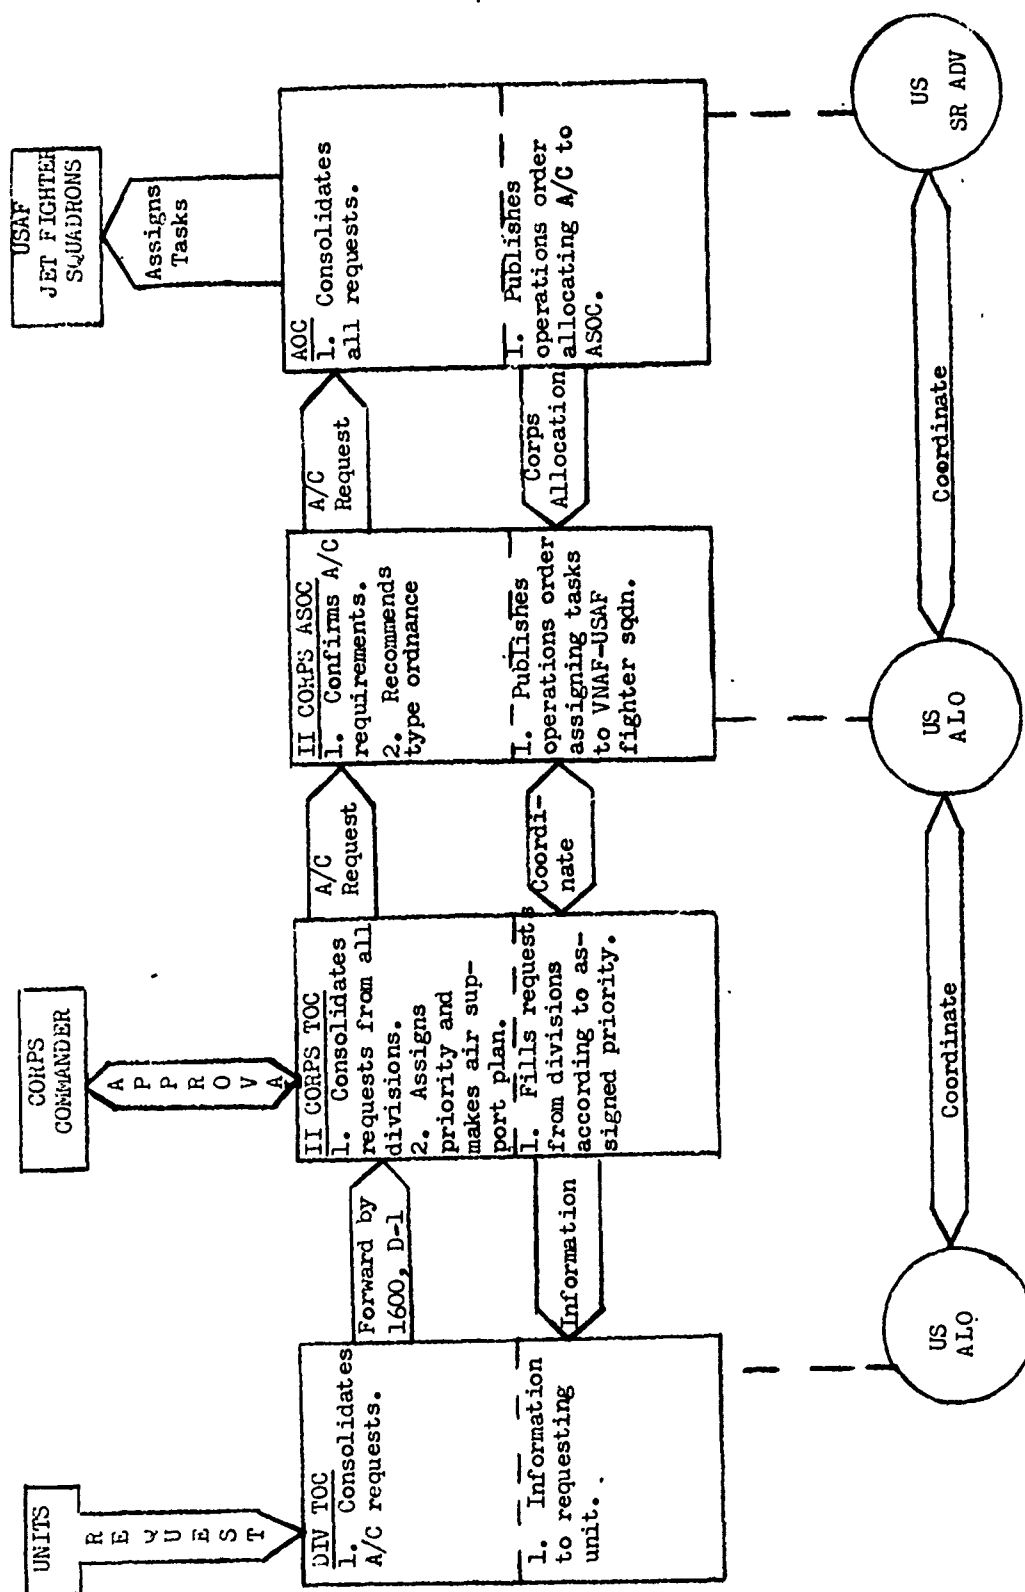 UNITS
REQUEST
DIV TOC
1. Consolidates
A/C requests.
1. Information
to requesting
unit.
Forward by
1600, D-1
Information
CORPS
COMMANDER
APPROVA
II CORPS TOC
1. Consolidates
requests from all
divisions.
2. Assigns
priority and
makes air sup-
port plan.
1. Fills requests
from divisions
according to as-
signed priority.
A/C
Request
Coordi-
nate
II CORPS ASOC
1. Confirms A/C
requirements.
2. Recommends
type ordnance
1. Publishes
operations order
assigning tasks
to VNAF-USAF
fighter sqdn.
A/C
Request
Corps
Allocation
USAF
JET FIGHTER
SQUADRONS
Assigns
Tasks
AOC
1. Consolidates
all requests.
1. Publishes
operations order
allocating A/C to
ASOC.
US
ALO
Coordinate
US
ALO
Coordinate
US
SR ADV